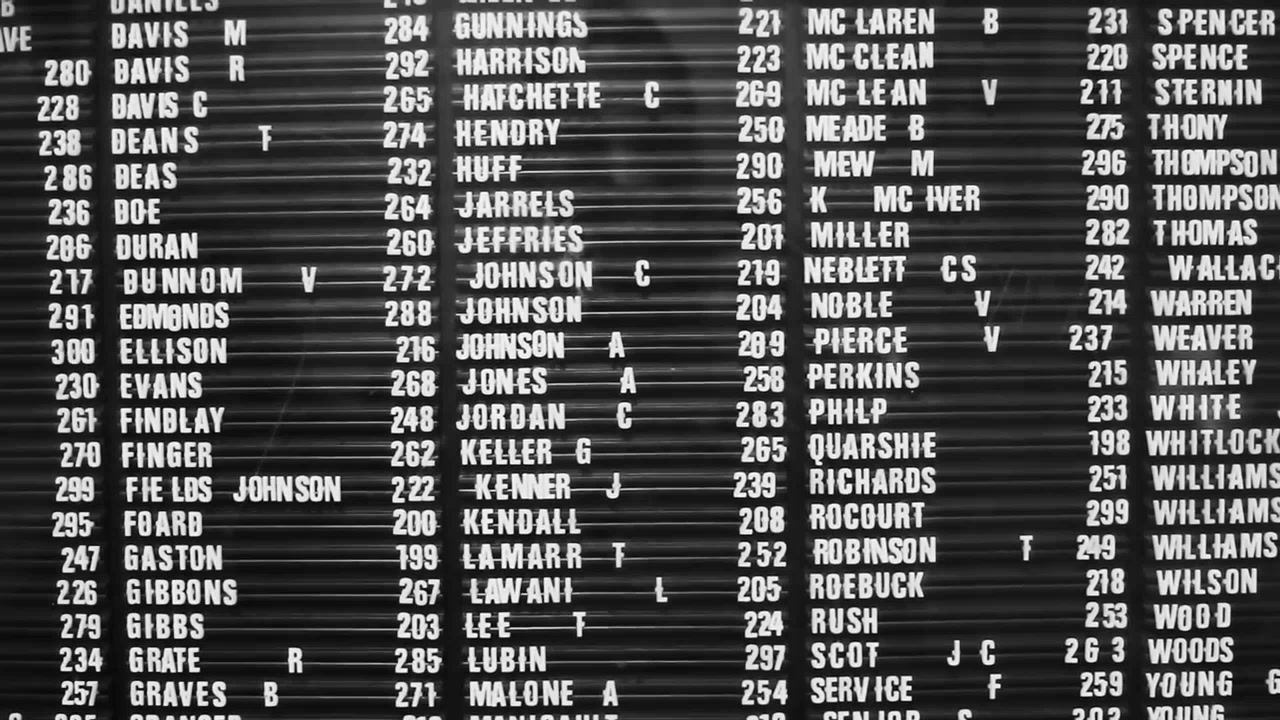 280
228
238
286
236
206
217
291
300
230
261
270
299
295
247
226
279
234
257
DANIELS
DAVIS M 284
DAVIS R 292
DAVIS C 265
DEANS T 274
DEAS 232
DOE 264
DURAN 260
DUNNOM V 272
EDMONDS 288
ELLISON 216
EVANS 268
FINDLAY 248
FINGER 262
FIELDS JOHNSON 222
FOARD 200
GASTON 199
GIBBONS 267
GIBBS 203
GRATE R 285
GRAVES B 271
GUNNINGS 221
HARRISON 223
HATCHETTE C 269
HENDRY 250
HUFF 290
JARRELS 256
JEFFRIES 201
JOHNSON C 219
JOHNSON 204
JOHNSON A 209
JONES A 258
JORDAN C 283
KELLER G 265
KENNER J 239
KENDALL 208
LAMARR T 252
LAWANI L 205
LEE T 224
LUBIN 297
MALONE A 254
MC LAREN B 231
MC CLEAN 220
MC LEAN V 211
MEADE B 275
MEW M 296
K MC IVER 290
MILLER 282
NEBLETT CS 242
NOBLE V 214
PIERCE V 237
PERKINS 215
PHILP 233
QUARSHIE 198
RICHARDS 251
ROCOURT 299
ROBINSON T 249
ROEBUCK 218
RUSH 253
SCOT J C 263
SERVICE F 259
SENIOR S
SPENCER
SPENCE
STERNIN
THONY
THOMPSON
THOMPSON
THOMAS
WALLAC
WARREN
WEAVER
WHALEY
WHITE
WHITLOCK
WILLIAMS
WILLIAMS
WILLIAMS
WILSON
WOOD
WOODS
YOUNG G
YOUNG